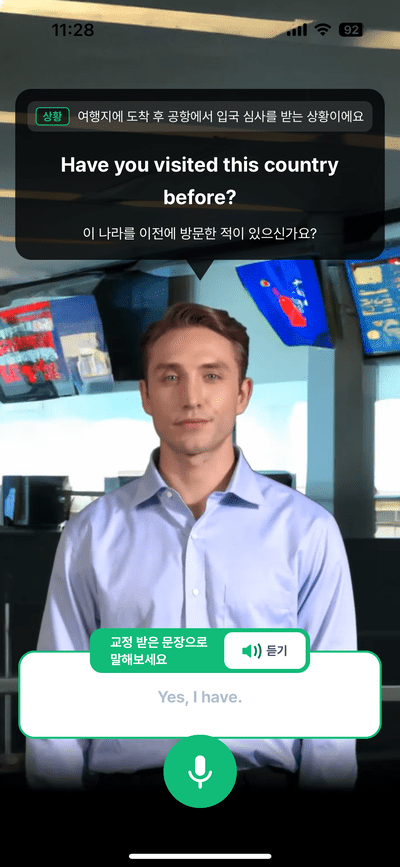 11:28
92
상황 여행지에 도착 후 공항에서 입국 심사를 받는 상황이에요
Have you visited this country
before?
이 나라를 이전에 방문한 적이 있으신가요?
교정 받은 문장으로
말해보세요
듣기
Yes, I have.